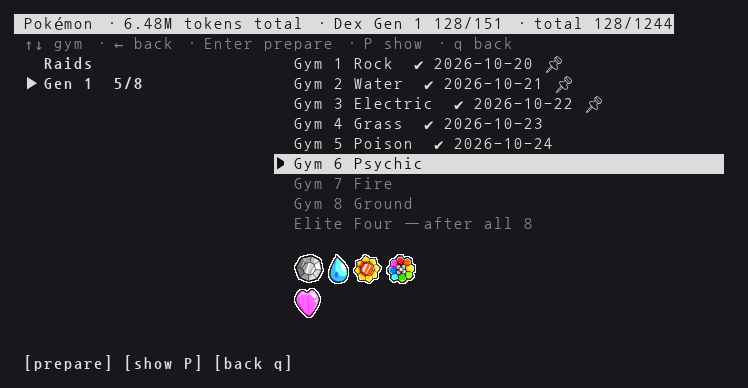 Pokémon · 6.48M tokens total · Dex Gen 1 128/151 · total 128/1244
↑↓ gym · ← back · Enter prepare · P show · q back
Raids
▶ Gen 1 5/8
Gym 1 Rock ✔ 2026-10-20 📌
Gym 2 Water ✔ 2026-10-21 📌
Gym 3 Electric ✔ 2026-10-22 📌
Gym 4 Grass ✔ 2026-10-23
Gym 5 Poison ✔ 2026-10-24
▶ Gym 6 Psychic
Gym 7 Fire
Gym 8 Ground
Elite Four — after all 8
[prepare] [show P] [back q]